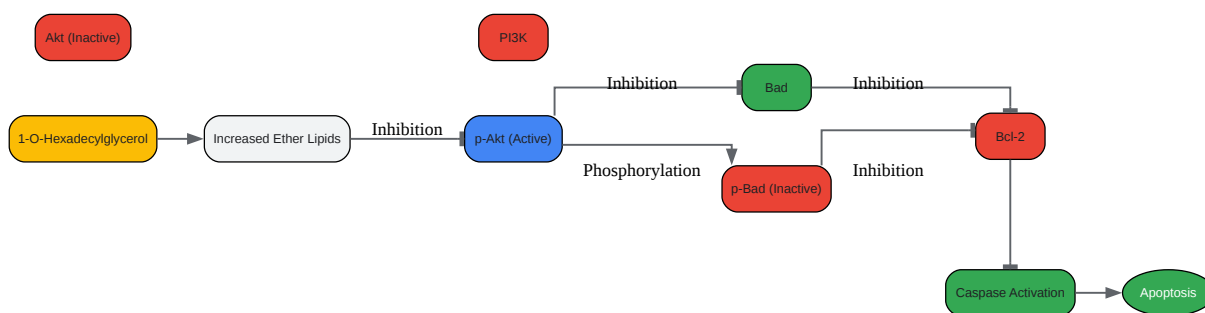 Akt (Inactive)
PI3K
Inhibition
Bad
Inhibition
1-O-Hexadecylglycerol
Increased Ether Lipids
Inhibition
p-Akt (Active)
Bcl-2
Phosphorylation
p-Bad (Inactive)
Inhibition
Caspase Activation
Apoptosis